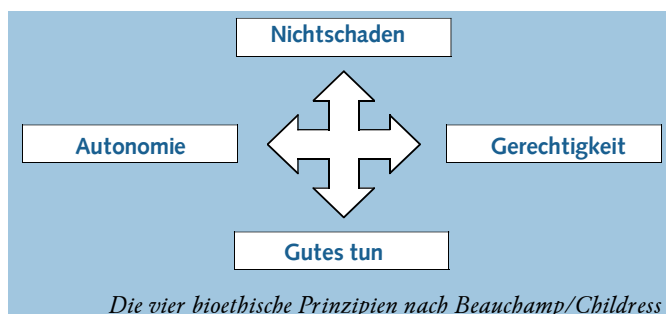 Nichtschaden
Autonomie
Gerechtigkeit
Gutes tun
Die vier bioethische Prinzipien nach Beauchamp/Childress